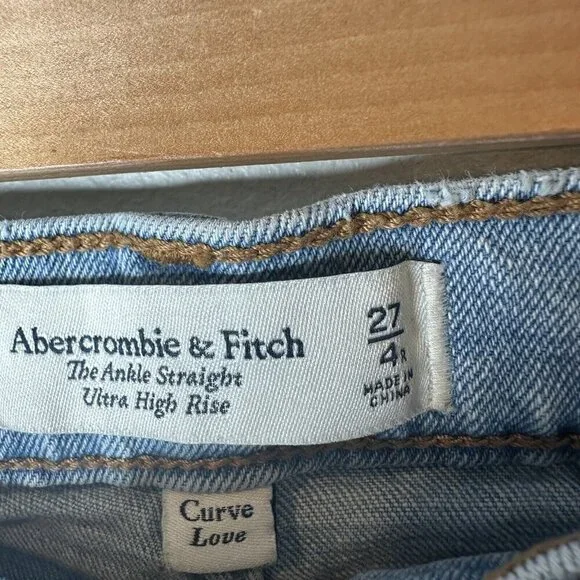 Abercrombie & Fitch
The Ankle Straight
Ultra High Rise
27
4R
MADE IN
CHINA
Curve
Love